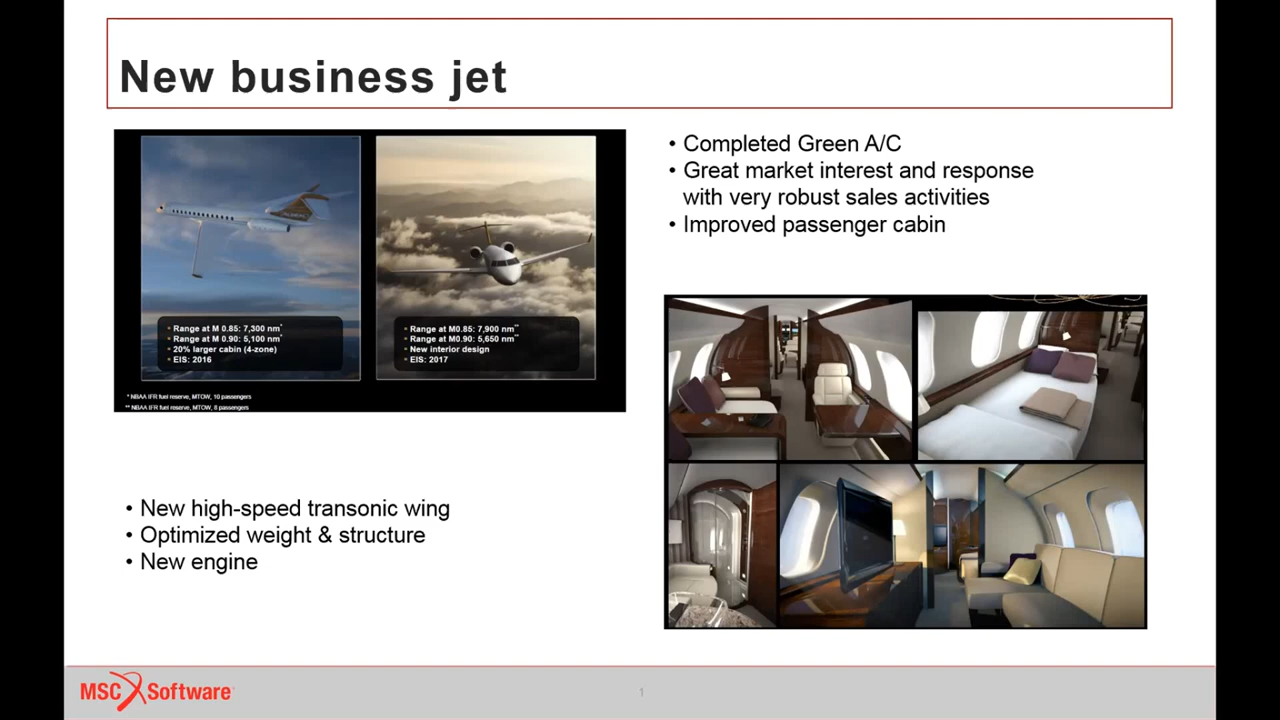 New business jet
• Range at M 0.85: 7,300 nm*
• Range at M 0.90: 5,100 nm*
• 20% larger cabin (4-zone)
• EIS: 2016
• Range at M0.85: 7,900 nm**
• Range at M0.90: 5,650 nm**
• New interior design
• EIS: 2017
* NBAA IFR fuel reserve, MTOW, 10 passengers
** NBAA IFR fuel reserve, MTOW, 8 passengers
• Completed Green A/C
• Great market interest and response
with very robust sales activities
• Improved passenger cabin
• New high-speed transonic wing
• Optimized weight & structure
• New engine
MSC Software
1